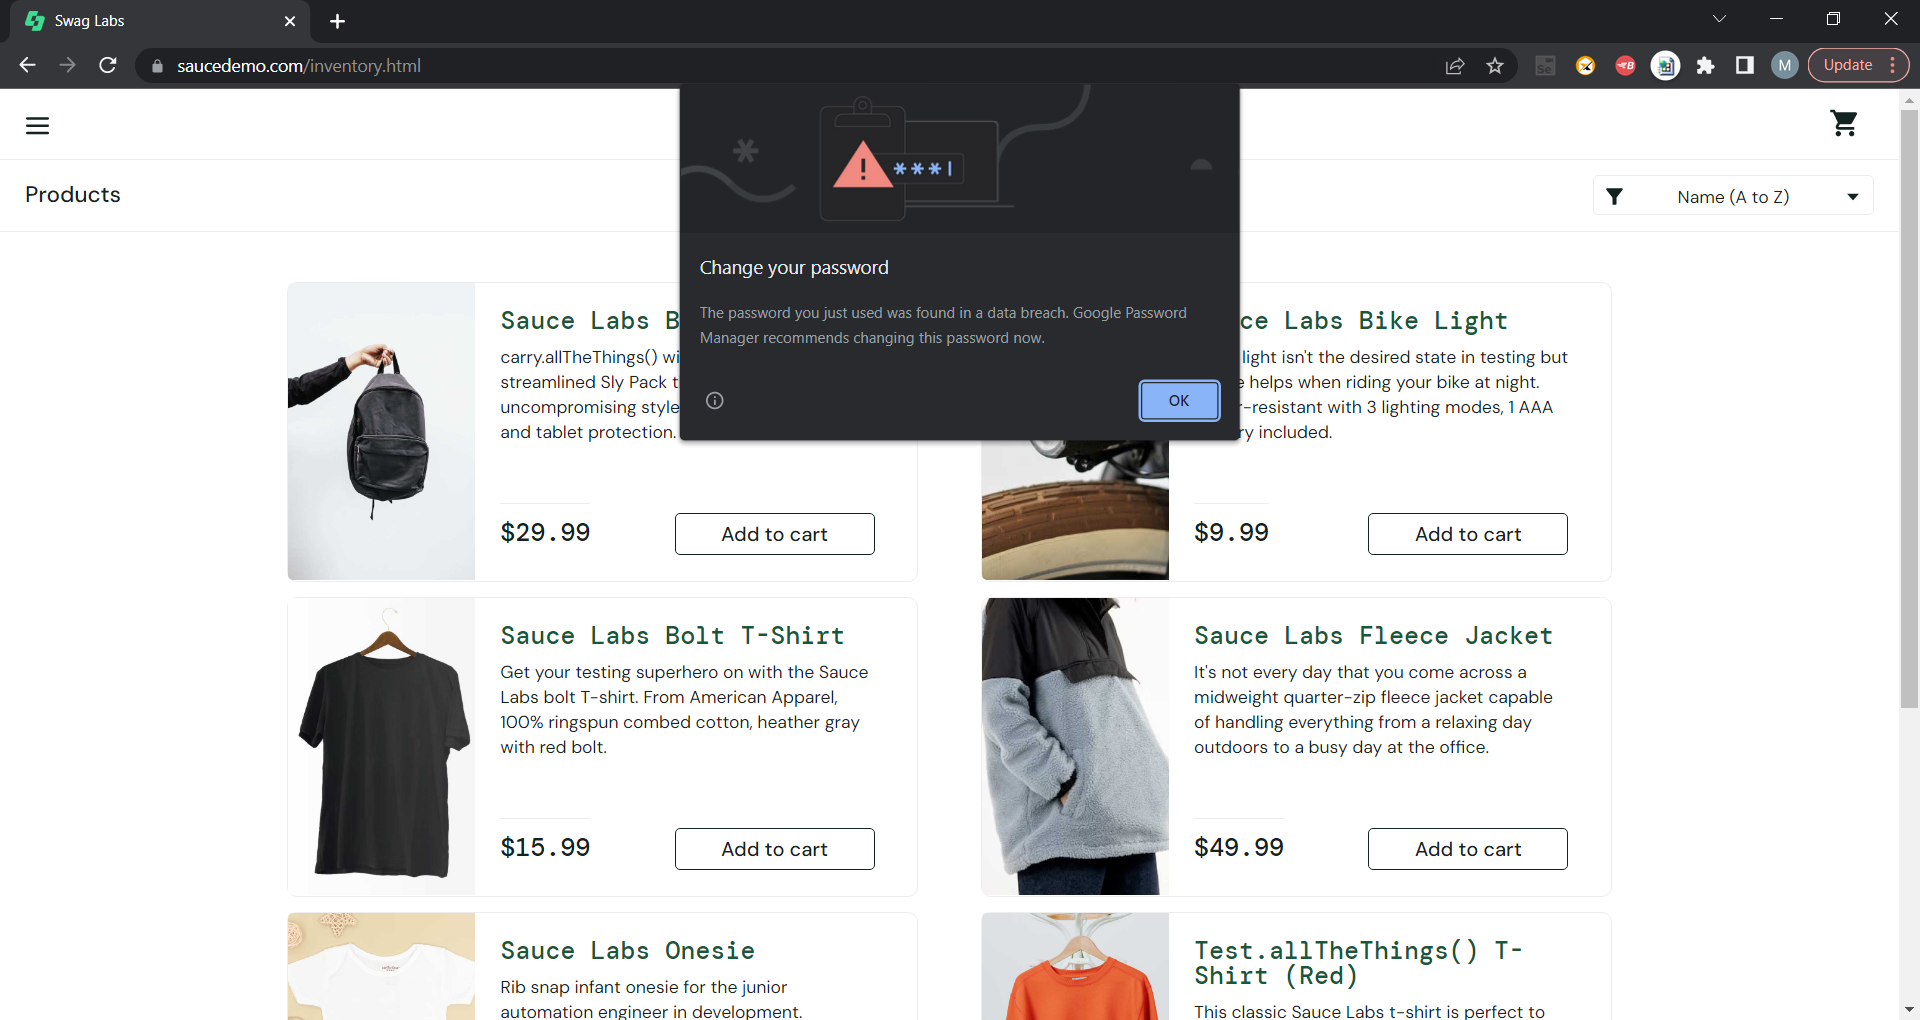 Swag Labs
saucedemo.com/inventory.html
Se
B
M
Update
Products
Name (A to Z)
***
Change your password
The password you just used was found in a data breach. Google Password
Manager recommends changing this password now.
OK
Sauce Labs B
carry.allTheThings() wi
streamlined Sly Pack t
uncompromising style
and tablet protection.
$29.99
Add to cart
ce Labs Bike Light
light isn't the desired state in testing but
e helps when riding your bike at night.
r-resistant with 3 lighting modes, 1 AAA
ry included.
$9.99
Add to cart
Sauce Labs Bolt T-Shirt
Get your testing superhero on with the Sauce
Labs bolt T-shirt. From American Apparel,
100% ringspun combed cotton, heather gray
with red bolt.
$15.99
Add to cart
Sauce Labs Fleece Jacket
It's not every day that you come across a
midweight quarter-zip fleece jacket capable
of handling everything from a relaxing day
outdoors to a busy day at the office.
$49.99
Add to cart
Sauce Labs Onesie
Rib snap infant onesie for the junior
automation engineer in development.
Test.allTheThings() T-
Shirt (Red)
This classic Sauce Labs t-shirt is perfect to